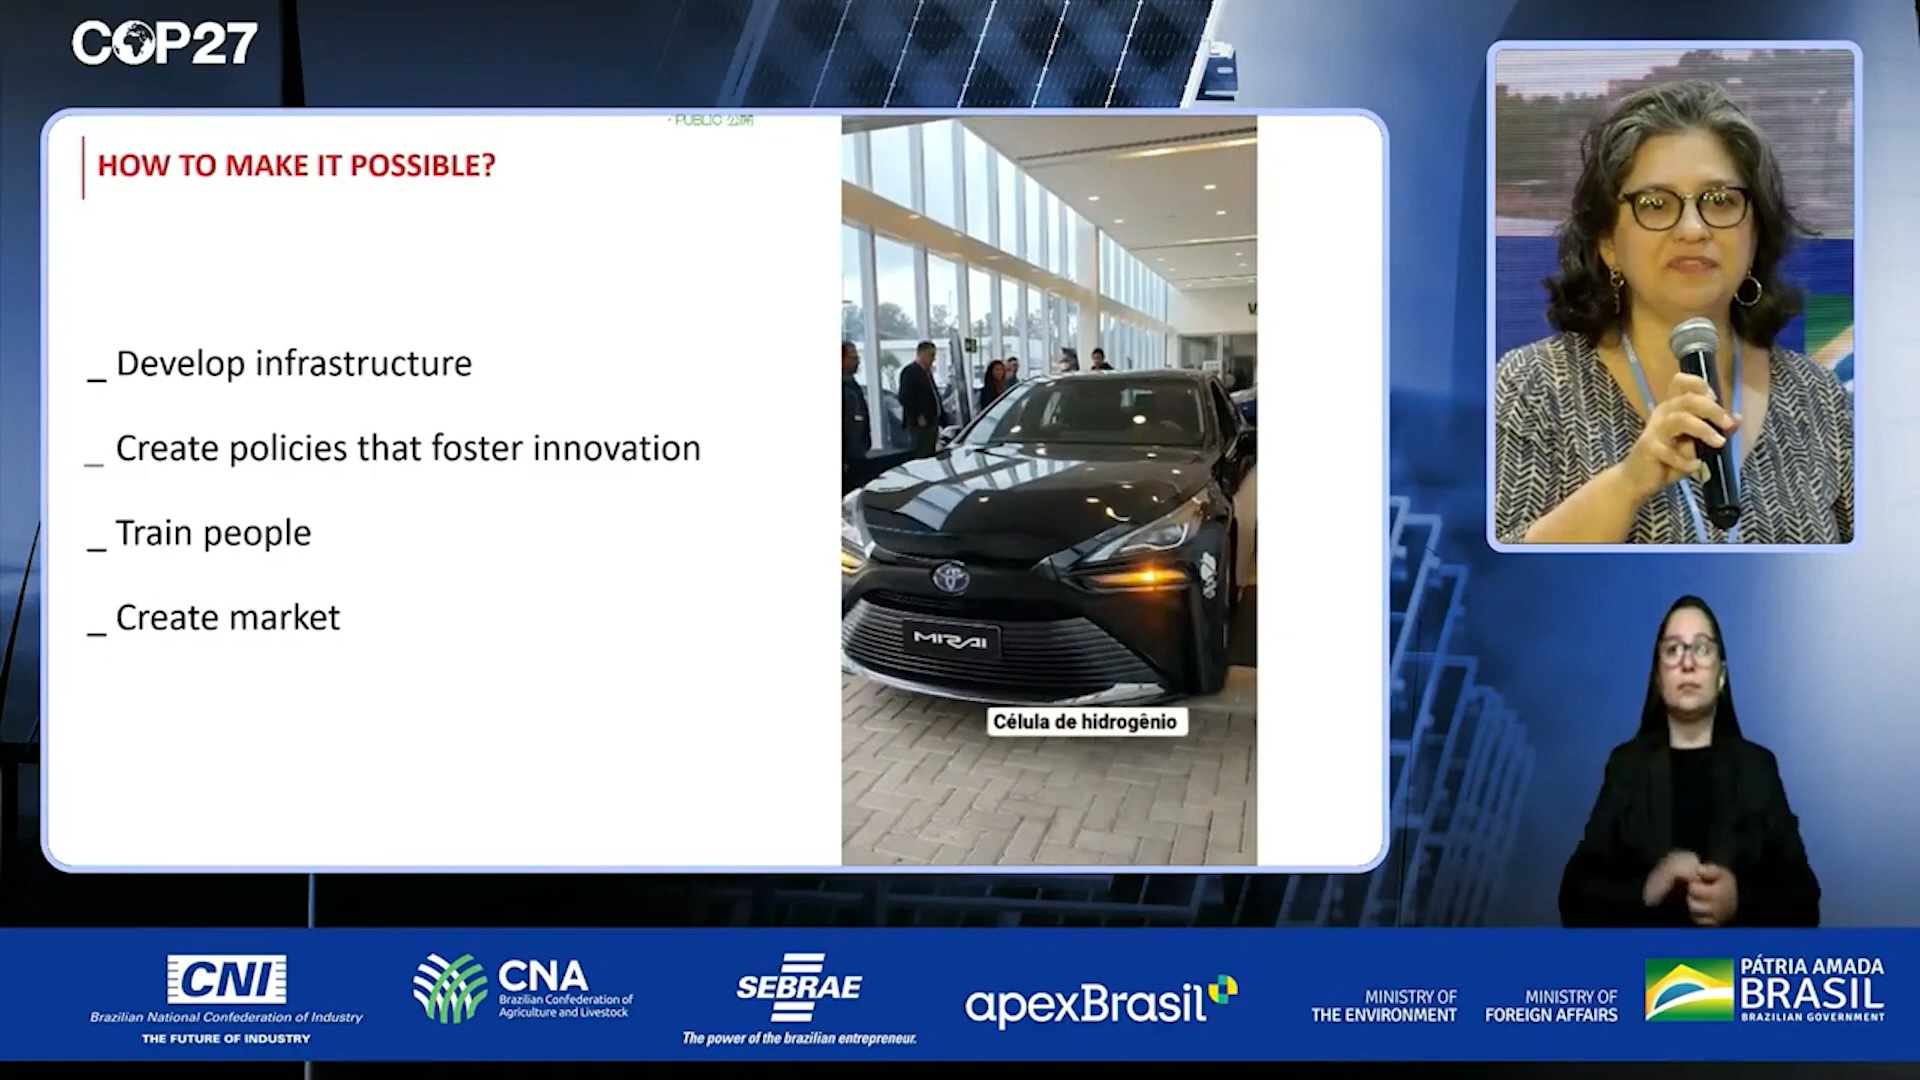 COP27
· PUBLIC 公開
HOW TO MAKE IT POSSIBLE?
_ Develop infrastructure
_ Create policies that foster innovation
_ Train people
_ Create market
MIRAI
Célula de hidrogênio
CNI
Brazilian National Confederation of Industry
THE FUTURE OF INDUSTRY
CNA
Brazilian Confederation of
Agriculture and Livestock
SEBRAE
The power of the brazilian entrepreneur.
apexBrasil
MINISTRY OF
THE ENVIRONMENT
MINISTRY OF
FOREIGN AFFAIRS
PÁTRIA AMADA
BRASIL
BRAZILIAN GOVERNMENT